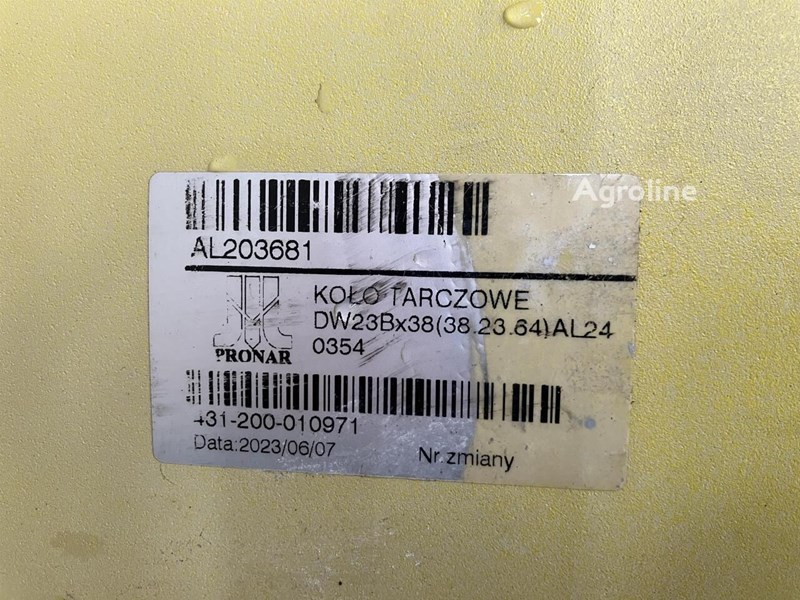 Agroline
AL203681
KOŁO TARCZOWE
DW23Bx38(38.23.64)AL24
0354
PRONAR
431-200-010971
Data:2023/06/07
Nr zmiany